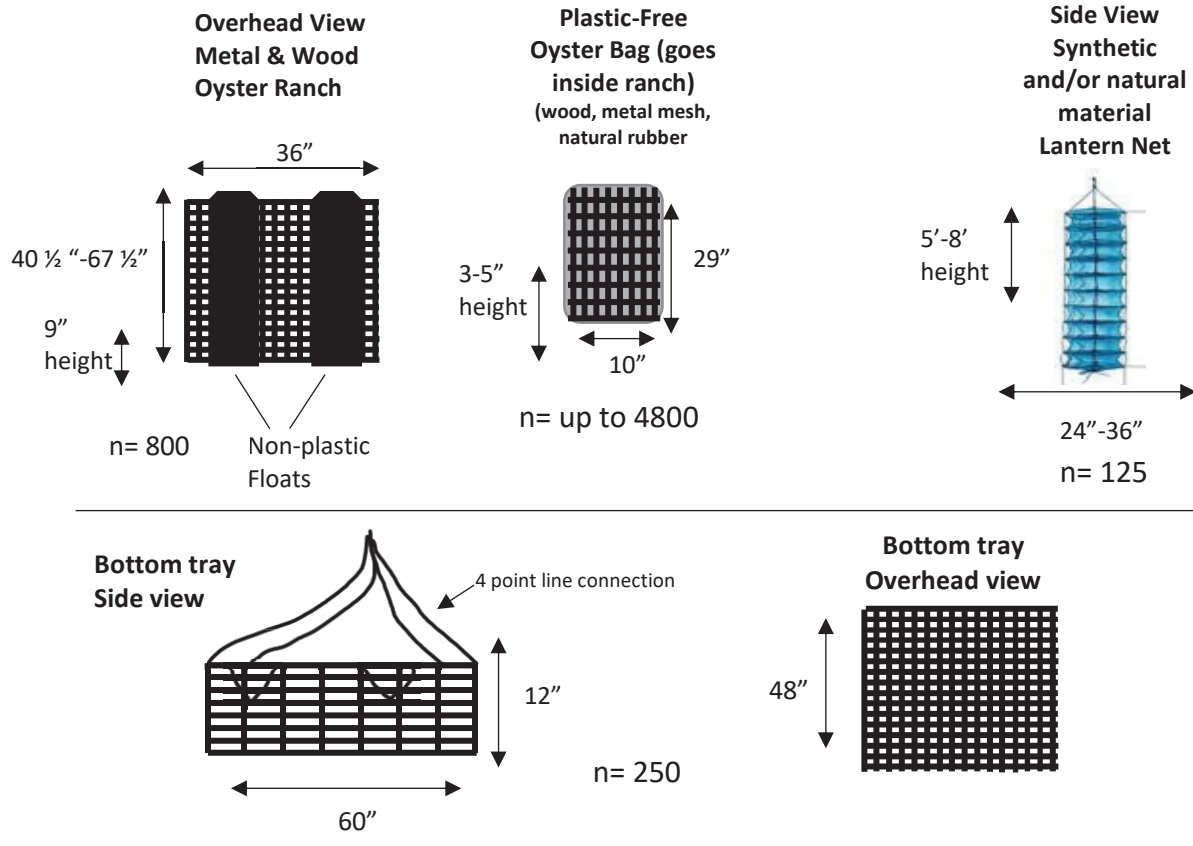 Overhead View
Metal & Wood
Oyster Ranch
36”
40 ½ “-67 ½”
9”
height
n= 800
Non-plastic
Floats
Plastic-Free
Oyster Bag (goes
inside ranch)
(wood, metal mesh,
natural rubber
3-5”
height
29”
10”
n= up to 4800
Side View
Synthetic
and/or natural
material
Lantern Net
5’-8’
height
24”-36”
n= 125
Bottom tray
Side view
4 point line connection
12”
60”
n= 250
Bottom tray
Overhead view
48”